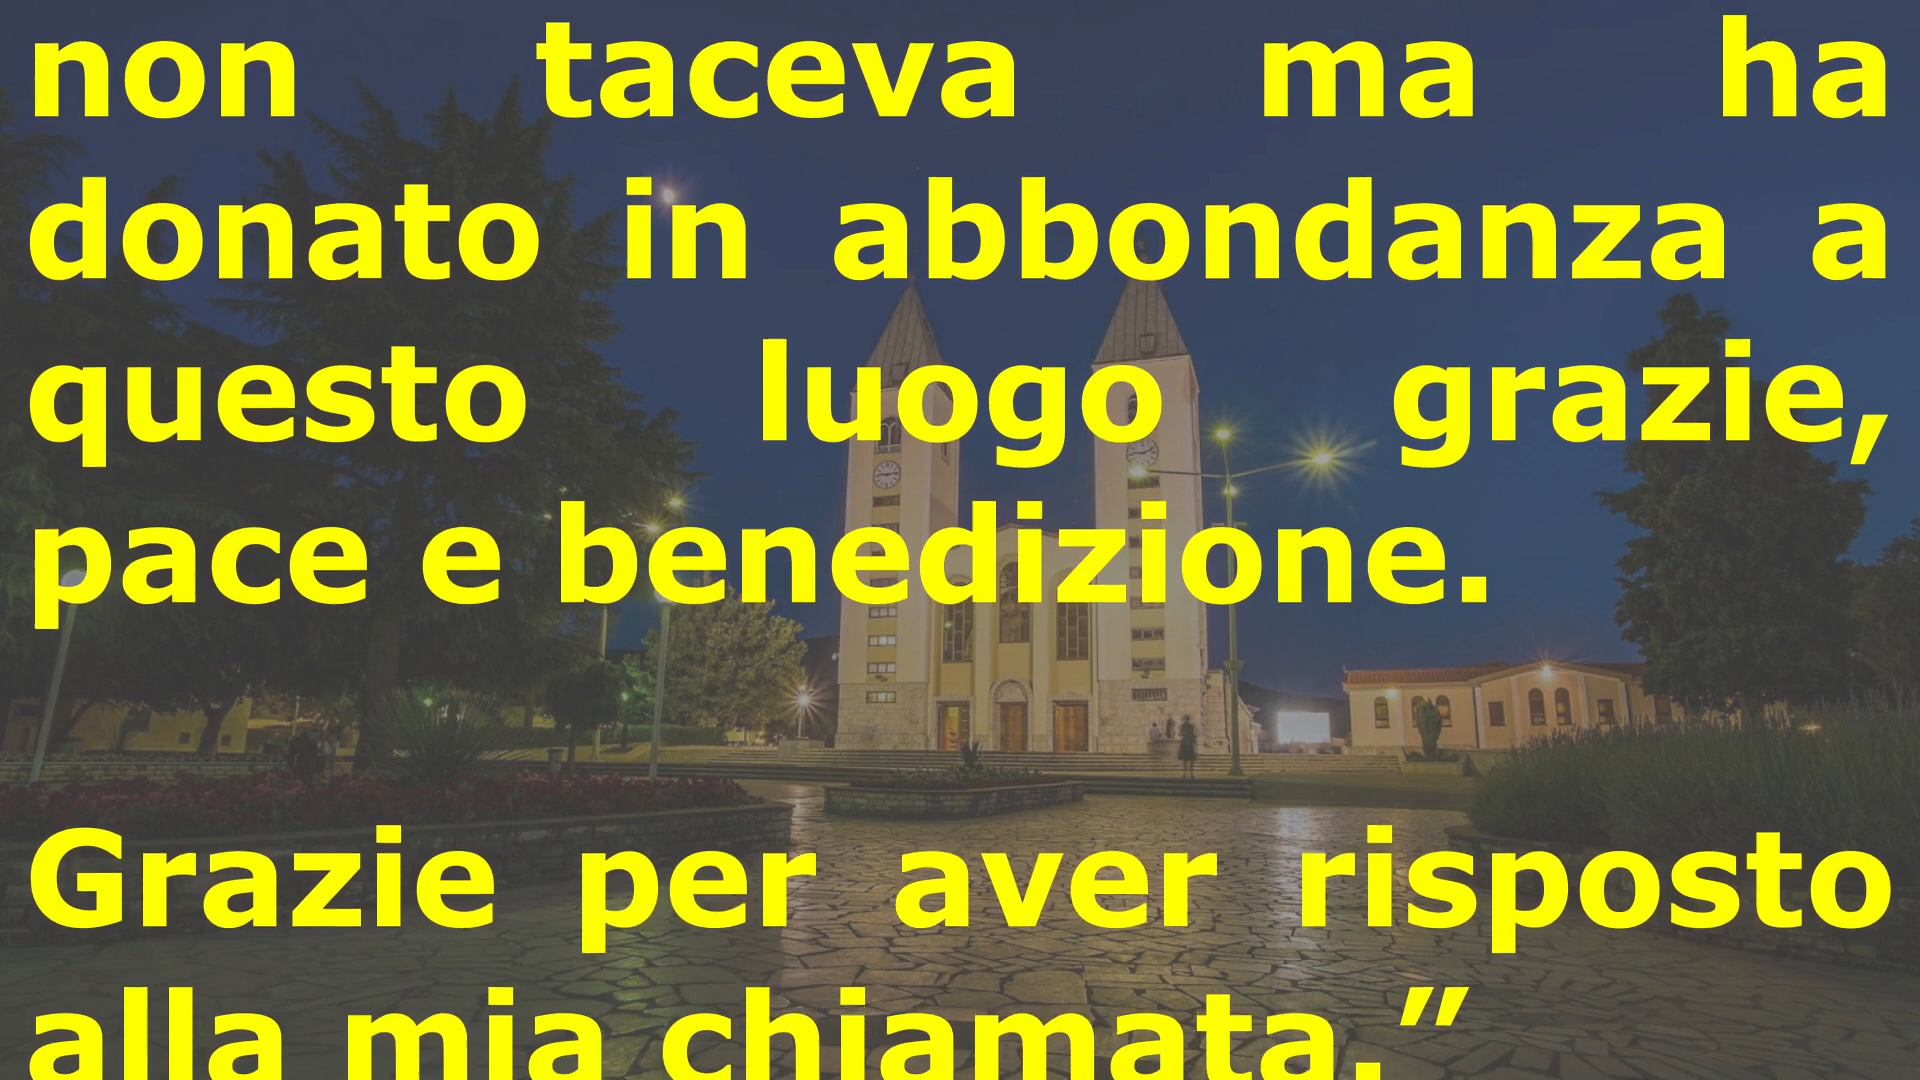 non taceva ma ha
donato in abbondanza a
questo luogo grazie,
pace e benedizione.
Grazie per aver risposto
alla mia chiamata.”